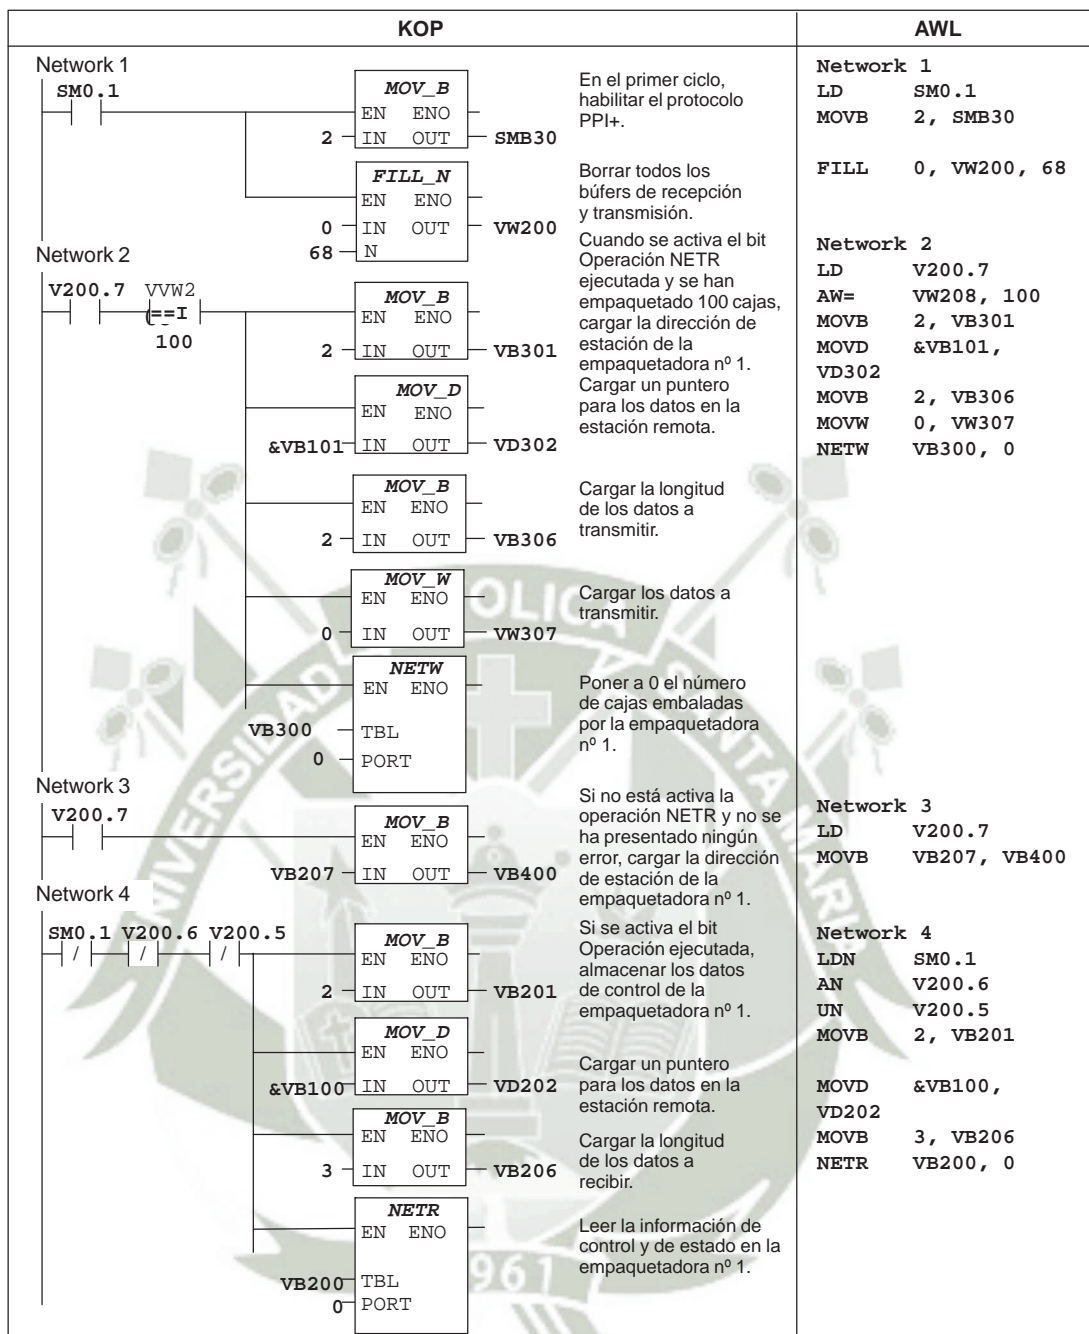 KOP
AWL
Network 1
SM0.1
MOV_B
EN ENO
2 IN OUT SMB30
En el primer ciclo,
habilitar el protocolo
PPI+.
FILL_N
EN ENO
0 IN OUT VW200
68 N
Borrar todos los
búfers de recepción
y transmisión.
Network 1
LD SM0.1
MOVB 2, SMB30
FILL 0, VW200, 68
Network 2
V200.7 VVW2
==I
100
MOV_B
EN ENO
2 IN OUT VB301
Cuando se activa el bit
Operación NETR
ejecutada y se han
empaquetado 100 cajas,
cargar la dirección de
estación de la
empaquetadora nº 1.
MOV_D
EN ENO
&VB101 IN OUT VD302
Cargar un puntero
para los datos en la
estación remota.
MOV_B
EN ENO
2 IN OUT VB306
Cargar la longitud
de los datos a
transmitir.
MOV_W
EN ENO
0 IN OUT VW307
Cargar los datos a
transmitir.
NETW
EN ENO
VB300 TBL
0 PORT
Poner a 0 el número
de cajas embaladas
por la empaquetadora
nº 1.
Network 2
LD V200.7
AW= VW208, 100
MOVB 2, VB301
MOVD &VB101,
VD302
MOVB 2, VB306
MOVW 0, VW307
NETW VB300, 0
Network 3
V200.7
MOV_B
EN ENO
VB207 IN OUT VB400
Si no está activa la
operación NETR y no se
ha presentado ningún
error, cargar la dirección
de estación de la
empaquetadora nº 1.
Network 3
LD V200.7
MOVB VB207, VB400
Network 4
SM0.1 V200.6 V200.5
/ / /
MOV_B
EN ENO
2 IN OUT VB201
Si se activa el bit
Operación ejecutada,
almacenar los datos
de control de la
empaquetadora nº 1.
MOV_D
EN ENO
&VB100 IN OUT VD202
Cargar un puntero
para los datos en la
estación remota.
MOV_B
EN ENO
3 IN OUT VB206
Cargar la longitud
de los datos a
recibir.
NETR
EN ENO
VB200 TBL
0 PORT
Leer la información de
control y de estado en la
empaquetadora nº 1.
Network 4
LDN SM0.1
AN V200.6
UN V200.5
MOVB 2, VB201
MOVD &VB100,
VD202
MOVB 3, VB206
NETR VB200, 0
UNIVERSIDAD CATOLICA SANTA MARIA
961